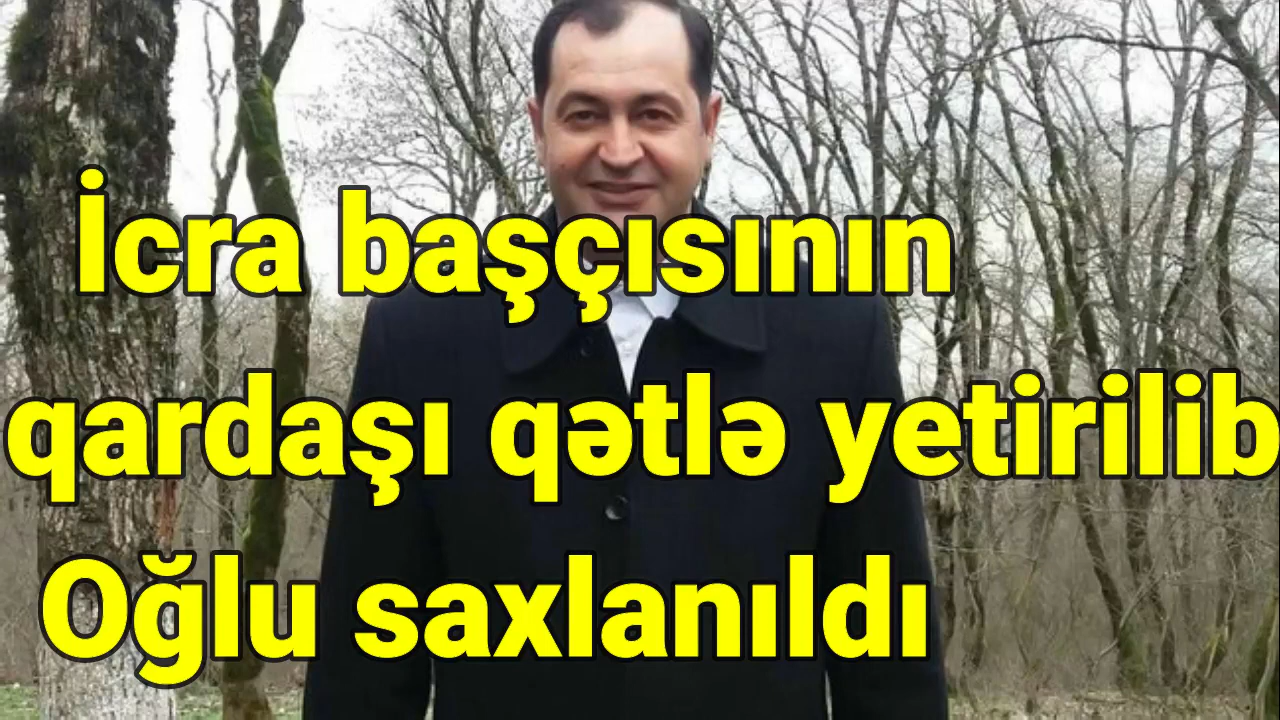 İcra başçısının
qardaşı qətlə yetirilib
Oğlu saxlanıldı